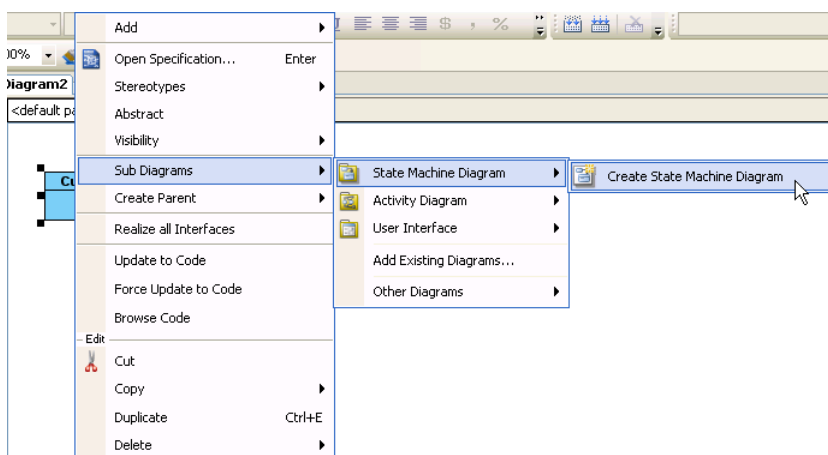 Add
$ , %
00%
Open Specification... Enter
Diagram2
Stereotypes
<default pa
Abstract
Visibility
Cu
Sub Diagrams
State Machine Diagram
Create State Machine Diagram
Create Parent
Activity Diagram
Realize all Interfaces
User Interface
Update to Code
Add Existing Diagrams...
Force Update to Code
Other Diagrams
Browse Code
Edit
Cut
Copy
Duplicate Ctrl+E
Delete